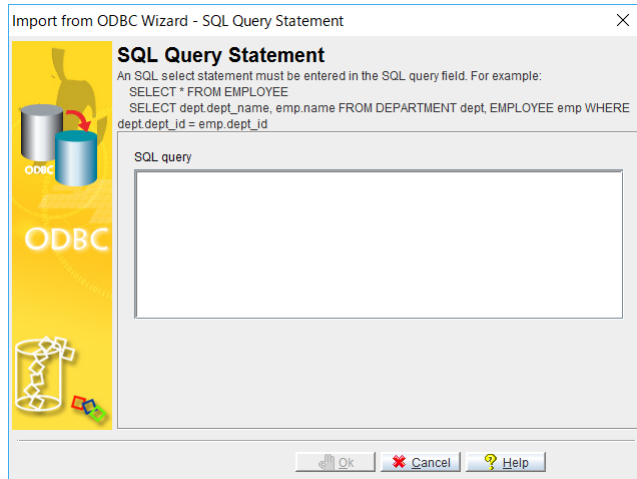 Import from ODBC Wizard - SQL Query Statement
SQL Query Statement
An SQL select statement must be entered in the SQL query field. For example:
SELECT * FROM EMPLOYEE
SELECT dept.dept_name, emp.name FROM DEPARTMENT dept, EMPLOYEE emp WHERE
dept.dept_id = emp.dept_id
SQL query
ODBC
ODBC
Ok
Cancel
Help